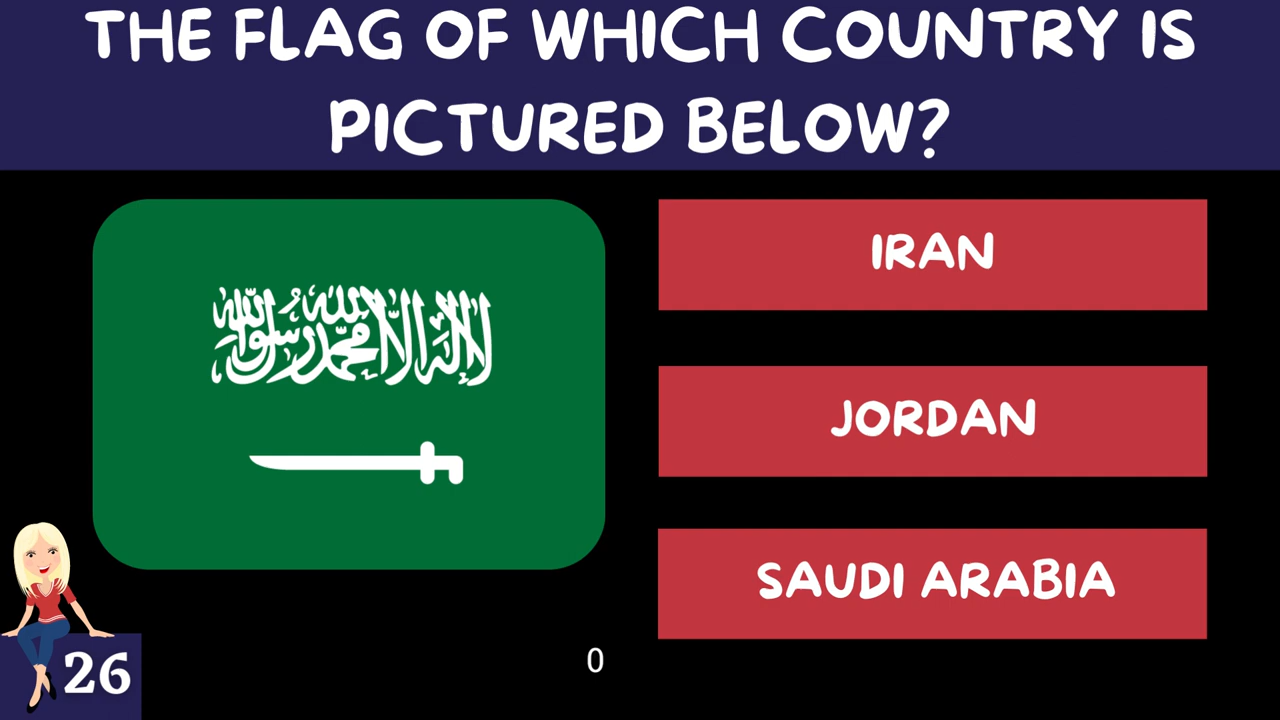 THE FLAG OF WHICH COUNTRY IS
PICTURED BELOW?
لا إله إلا الله محمد رسول الله
IRAN
JORDAN
SAUDI ARABIA
0
26